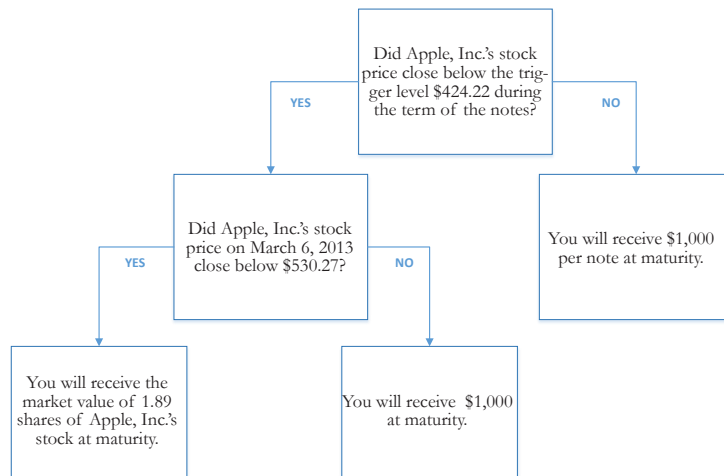 Did Apple, Inc.'s stock
price close below the trig-
ger level $424.22 during
the term of the notes?
YES
NO
Did Apple, Inc.'s stock
price on March 6, 2013
close below $530.27?
You will receive $1,000
per note at maturity.
YES
NO
You will receive the
market value of 1.89
shares of Apple, Inc.'s
stock at maturity.
You will receive $1,000
at maturity.